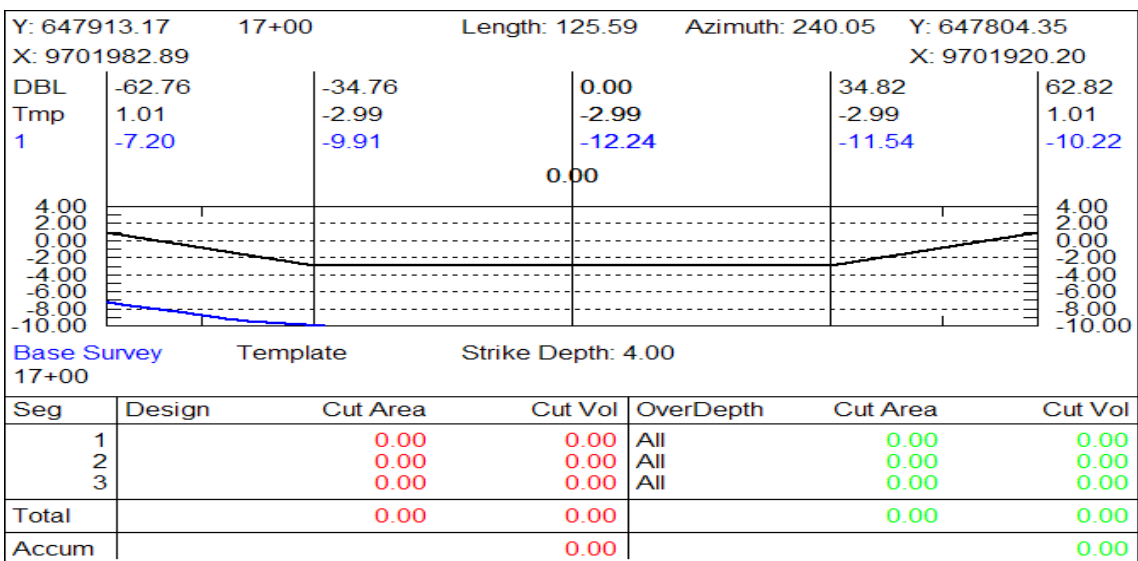 Y: 647913.17 17+00 Length: 125.59 Azimuth: 240.05 Y: 647804.35
X: 9701982.89 X: 9701920.20
DBL -62.76 -34.76 0.00 34.82 62.82
Tmp 1.01 -2.99 -2.99 -2.99 1.01
1 -7.20 -9.91 -12.24 -11.54 -10.22
0.00
4.00 4.00
2.00 2.00
0.00 0.00
-2.00 -2.00
-4.00 -4.00
-6.00 -6.00
-8.00 -8.00
-10.00 -10.00
Base Survey Template Strike Depth: 4.00
17+00
Seg Design Cut Area Cut Vol OverDepth Cut Area Cut Vol
1 0.00 0.00 All 0.00 0.00
2 0.00 0.00 All 0.00 0.00
3 0.00 0.00 All 0.00 0.00
Total 0.00 0.00 0.00 0.00
Accum 0.00 0.00